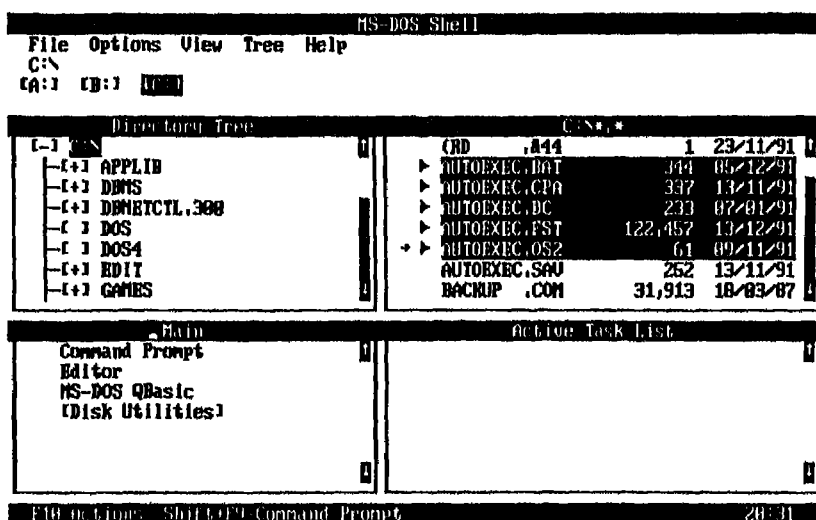 MS-DOS Shell
File Options View Tree Help
C:\
[A:] [B:]
Directory Tree
[-] C:\
[+] APPLIB
[+] DBMS
[+] DBNETCTL.300
[ ] DOS
[ ] DOS4
[+] EDIT
[+] GAMES
C:\*.*
(RD .&44 1 23/11/91
AUTOEXEC.BAT 344 05/12/91
AUTOEXEC.CPA 337 13/11/91
AUTOEXEC.DC 233 07/01/91
AUTOEXEC.FST 122,457 13/12/91
AUTOEXEC.OS2 61 09/11/91
AUTOEXEC.SAV 262 13/11/91
BACKUP .COM 31,913 18/03/87
Main
Command Prompt
Editor
MS-DOS QBasic
[Disk Utilities]
Active Task List
F10=Actions Shift+F9=Command Prompt 20:31